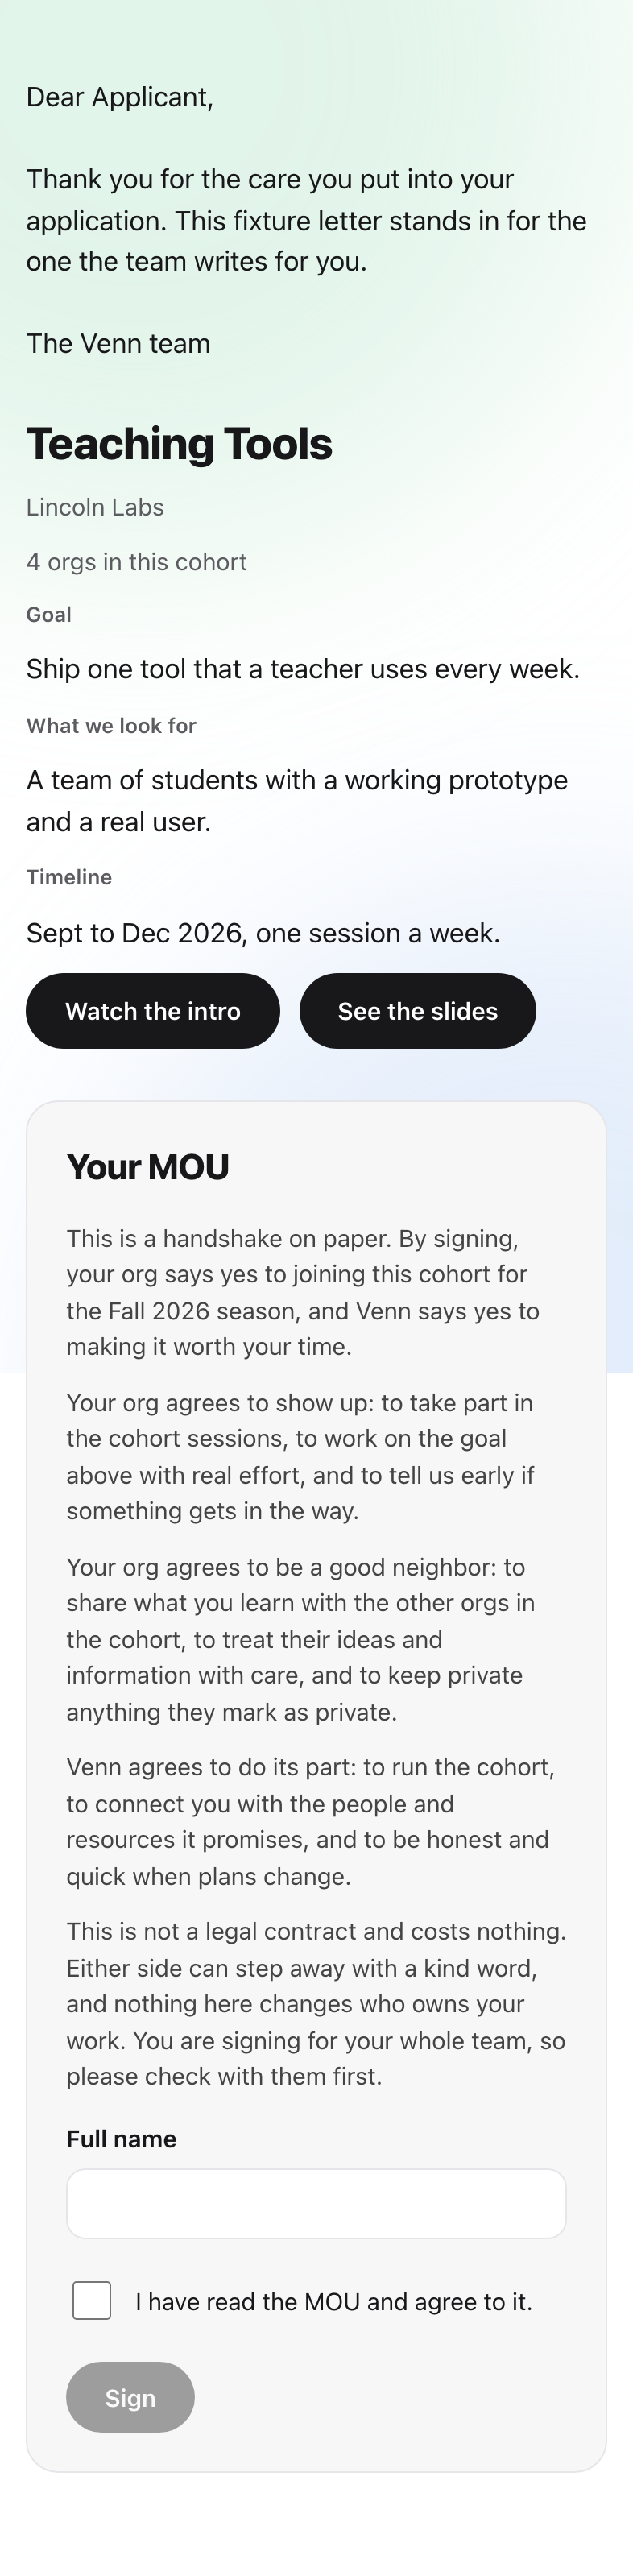 Dear Applicant,
Thank you for the care you put into your
application. This fixture letter stands in for the
one the team writes for you.
The Venn team
Teaching Tools
Lincoln Labs
4 orgs in this cohort
Goal
Ship one tool that a teacher uses every week.
What we look for
A team of students with a working prototype
and a real user.
Timeline
Sept to Dec 2026, one session a week.
Watch the intro
See the slides
Your MOU
This is a handshake on paper. By signing,
your org says yes to joining this cohort for
the Fall 2026 season, and Venn says yes to
making it worth your time.
Your org agrees to show up: to take part in
the cohort sessions, to work on the goal
above with real effort, and to tell us early if
something gets in the way.
Your org agrees to be a good neighbor: to
share what you learn with the other orgs in
the cohort, to treat their ideas and
information with care, and to keep private
anything they mark as private.
Venn agrees to do its part: to run the cohort,
to connect you with the people and
resources it promises, and to be honest and
quick when plans change.
This is not a legal contract and costs nothing.
Either side can step away with a kind word,
and nothing here changes who owns your
work. You are signing for your whole team, so
please check with them first.
Full name
I have read the MOU and agree to it.
Sign